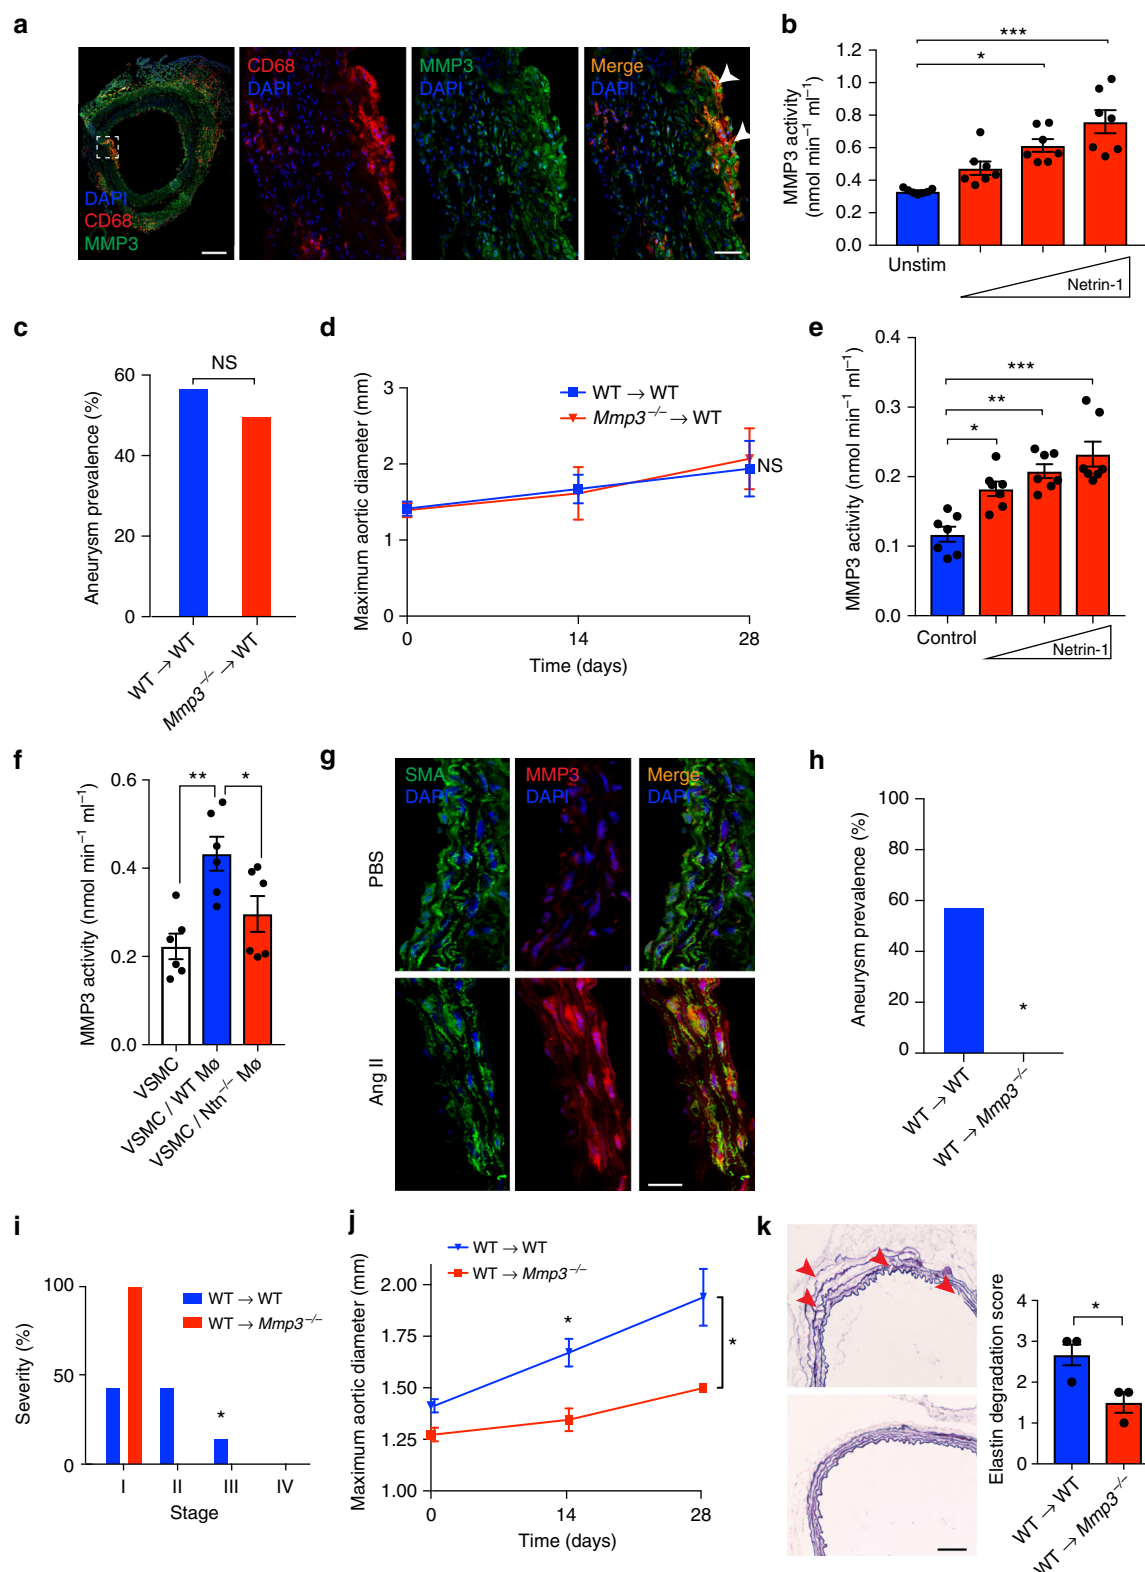 a
CD68
DAPI
MMP3
DAPI
Merge
DAPI
DAPI
CD68
MMP3
b
MMP3 activity
(nmol min⁻¹ ml⁻¹)
1.2
1.0
0.8
0.6
0.4
0.2
0.0
*
***
Unstim
Netrin-1
c
Aneurysm prevalence (%)
60
40
20
0
NS
WT → WT
Mmp3⁻/⁻ → WT
d
Maximum aortic diameter (mm)
3
2
1
0
WT → WT
Mmp3⁻/⁻ → WT
NS
0
14
28
Time (days)
e
MMP3 activity (nmol min⁻¹ ml⁻¹)
0.4
0.3
0.2
0.1
0.0
***
**
*
Control
Netrin-1
f
MMP3 activity (nmol min⁻¹ ml⁻¹)
0.6
0.4
0.2
0.0
**
*
VSMC
VSMC / WT Mø
VSMC / Ntn⁻/⁻ Mø
g
SMA
DAPI
MMP3
DAPI
Merge
DAPI
PBS
Ang II
h
Aneurysm prevalence (%)
100
80
60
40
20
0
*
WT → WT
WT → Mmp3⁻/⁻
i
Severity (%)
100
50
0
WT → WT
WT → Mmp3⁻/⁻
*
I
II
III
IV
Stage
j
Maximum aortic diameter (mm)
2.00
1.75
1.50
1.25
1.00
WT → WT
WT → Mmp3⁻/⁻
*
*
0
14
28
Time (days)
k
Elastin degradation score
4
3
2
1
0
*
WT → WT
WT → Mmp3⁻/⁻